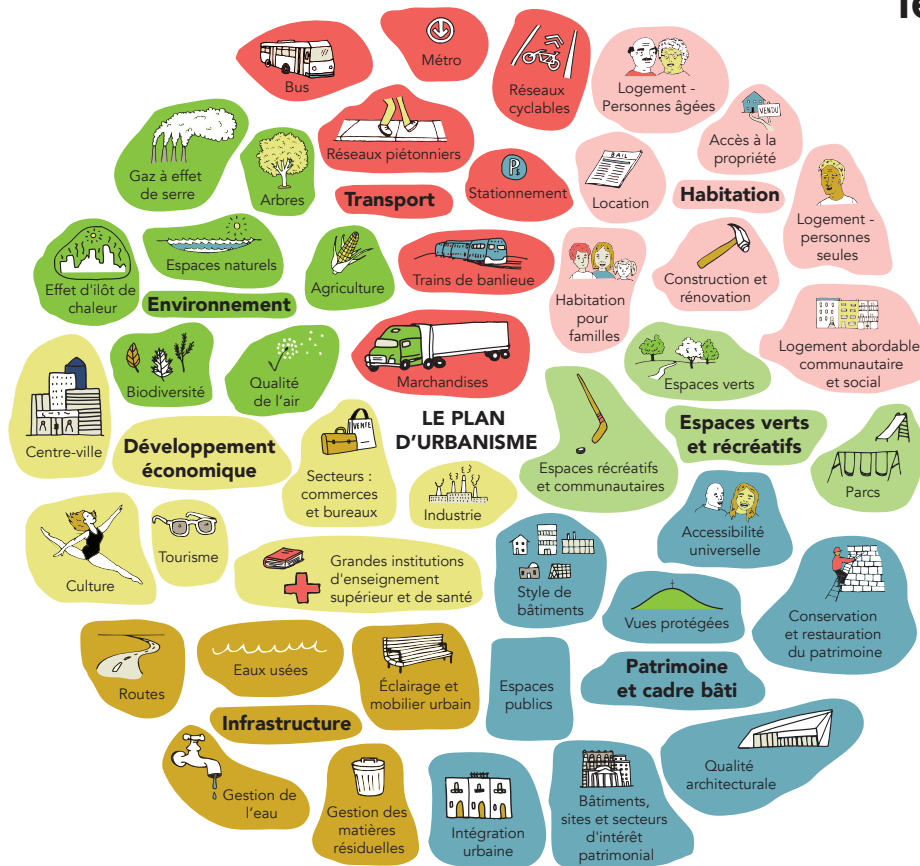 le
Bus
Métro
Réseaux
cyclables
Logement -
Personnes âgées
VENDU
Accès à la
propriété
Gaz à effet
de serre
Arbres
Réseaux piétonniers
Transport
P
Stationnement
BAIL
Location
Habitation
Logement -
personnes
seules
Effet d'ilôt de
chaleur
Espaces naturels
Environnement
Agriculture
Trains de banlieue
Habitation
pour
familles
Construction et
rénovation
Logement abordable
communautaire
et social
Biodiversité
Qualité
de l'air
Marchandises
Espaces verts
Centre-ville
Développement
économique
VENTE
Secteurs :
commerces
et bureaux
LE PLAN
D'URBANISME
Industrie
Espaces récréatifs
et communautaires
Espaces verts
et récréatifs
Parcs
Culture
Tourisme
Grandes institutions
d'enseignement
supérieur et de santé
Style de
bâtiments
Accessibilité
universelle
Vues protégées
Conservation
et restauration
du patrimoine
Routes
Eaux usées
Éclairage et
mobilier urbain
Espaces
publics
Patrimoine
et cadre bâti
Infrastructure
Gestion de
l'eau
Gestion des
matières
résiduelles
Intégration
urbaine
Bâtiments,
sites et secteurs
d'intérêt
patrimonial
Qualité
architecturale